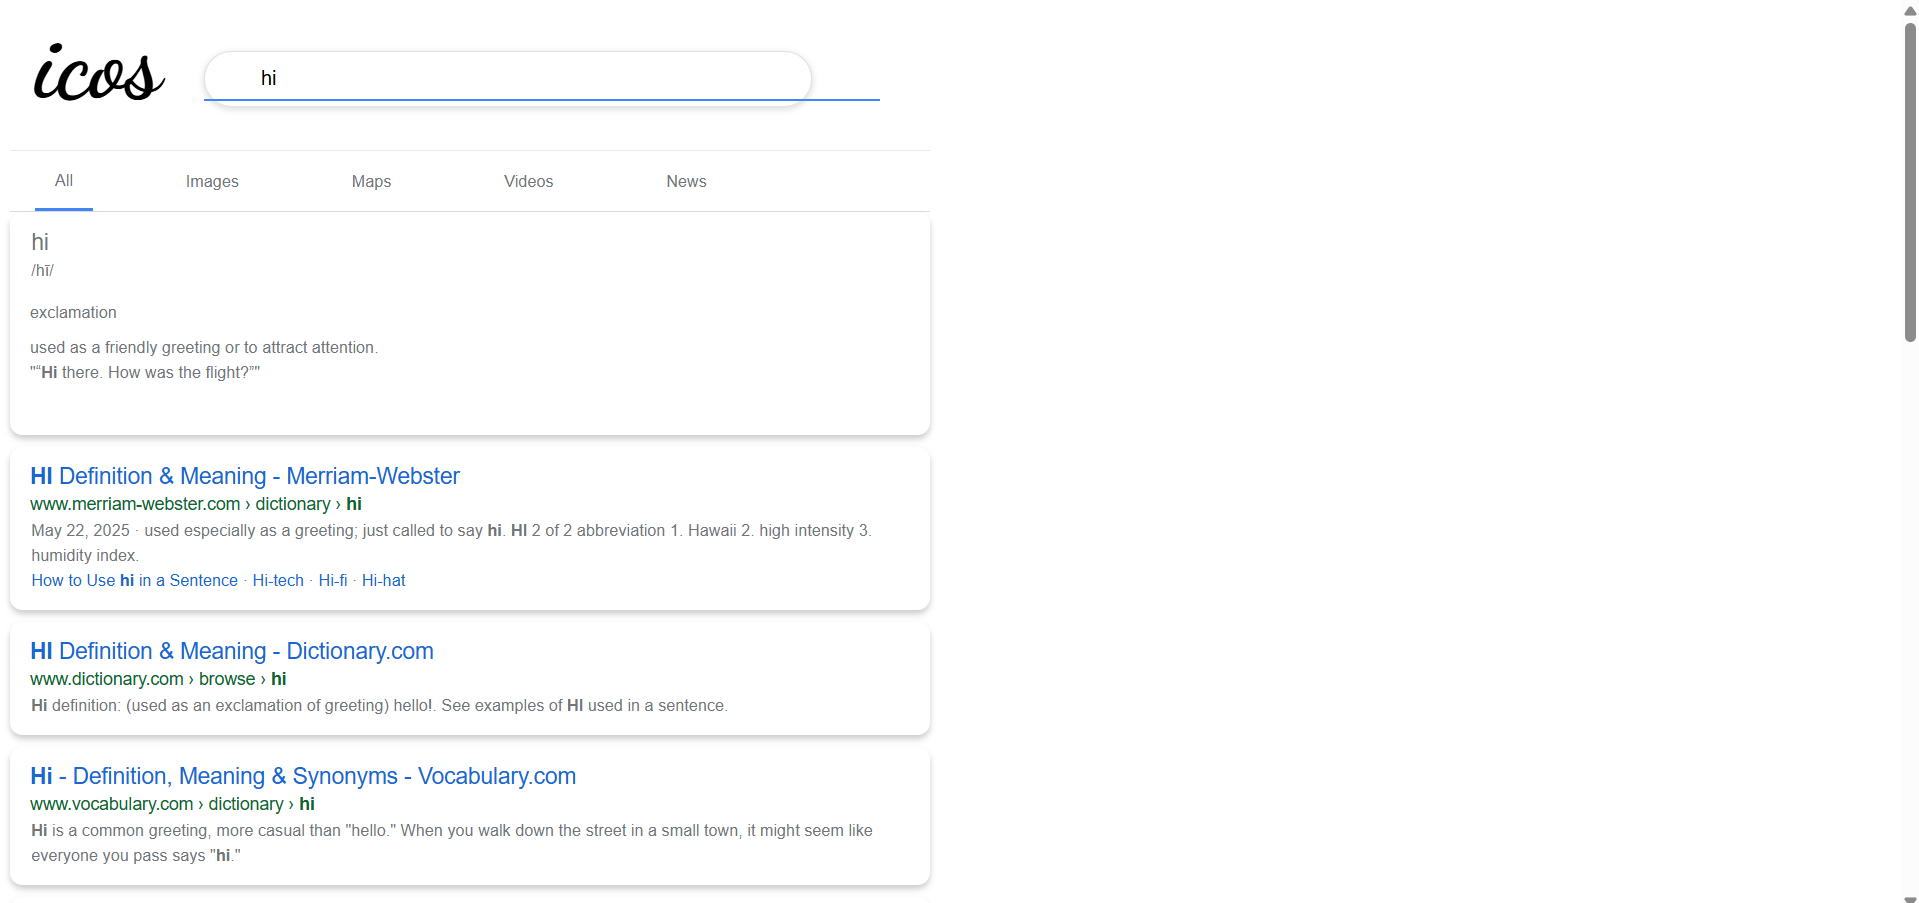 icos
hi
All Images Maps Videos News
hi
/hī/
exclamation
used as a friendly greeting or to attract attention.
"“Hi there. How was the flight?”"
HI Definition & Meaning - Merriam-Webster
www.merriam-webster.com › dictionary › hi
May 22, 2025 · used especially as a greeting; just called to say hi. HI 2 of 2 abbreviation 1. Hawaii 2. high intensity 3.
humidity index.
How to Use hi in a Sentence · Hi-tech · Hi-fi · Hi-hat
HI Definition & Meaning - Dictionary.com
www.dictionary.com › browse › hi
Hi definition: (used as an exclamation of greeting) hello!. See examples of HI used in a sentence.
Hi - Definition, Meaning & Synonyms - Vocabulary.com
www.vocabulary.com › dictionary › hi
Hi is a common greeting, more casual than "hello." When you walk down the street in a small town, it might seem like
everyone you pass says "hi."